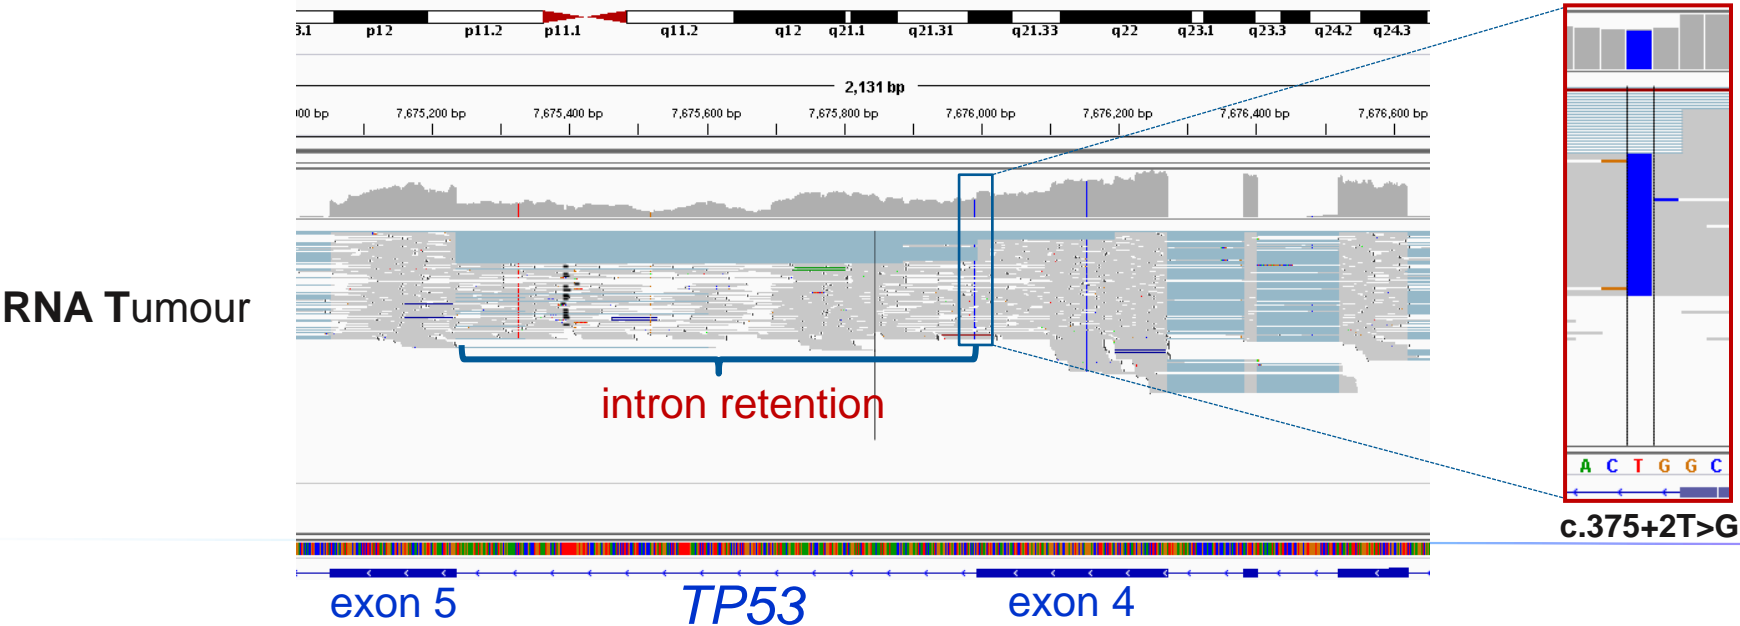 3.1 p12 p11.2 p11.1 q11.2 q12 q21.1 q21.31 q21.33 q22 q23.1 q23.3 q24.2 q24.3
2,131 bp
000 bp 7,675,200 bp 7,675,400 bp 7,675,600 bp 7,675,800 bp 7,676,000 bp 7,676,200 bp 7,676,400 bp 7,676,600 bp
RNA Tumour
intron retention
A C T G G C
c.375+2T>G
exon 5 TP53 exon 4